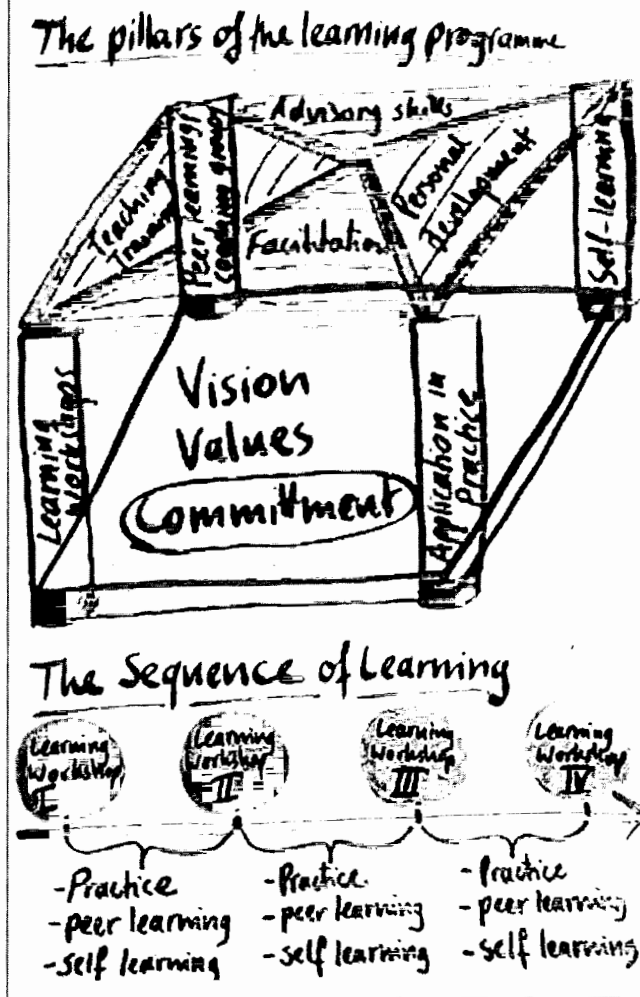 The pillars of the learning programme
Advisory skills
Teaching
Training
Peer learning/
coaching groups
Facilitation
Personal
development
Self-learning
Learning
Workshops
Vision
Values
Committment
Application in
Practice
The Sequence of Learning
Learning
Workshop
I
Learning
Workshop
II
Learning
Workshop
III
Learning
Workshop
IV
-Practice
-peer learning
-self learning
-Practice
-peer learning
-self learning
-Practice
-peer learning
-self learning